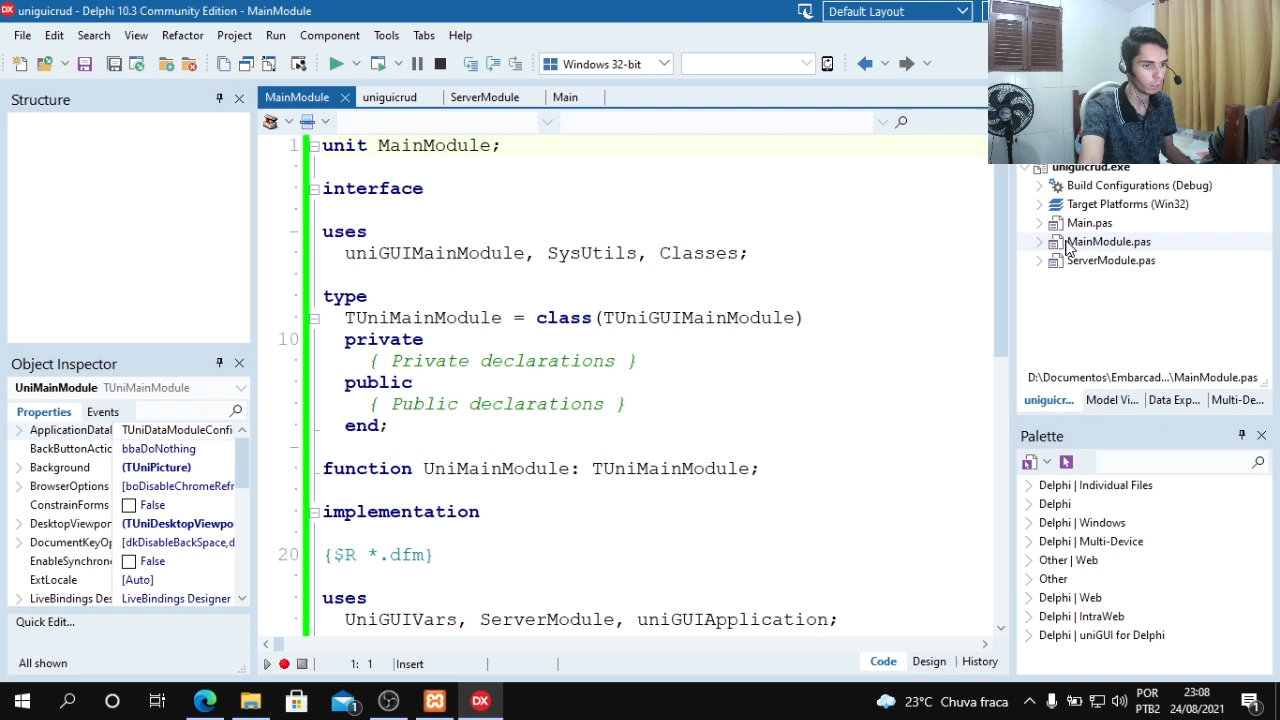 uniguicrud - Delphi 10.3 Community Edition - MainModule
Default Layout
File Edit Search View Refactor Project Run Component Tools Tabs Help
Windows 32-bit
Structure
MainModule uniguicrud ServerModule Main
1 unit MainModule;
interface
uses
uniGUIMainModule, SysUtils, Classes;
type
TUniMainModule = class(TUniGUIMainModule)
10 private
{ Private declarations }
public
{ Public declarations }
end;
function UniMainModule: TUniMainModule;
implementation
20 {$R *.dfm}
uses
UniGUIVars, ServerModule, uniGUIApplication;
1: 1 Insert
Code Design History
Object Inspector
UniMainModule TUniMainModule
Properties Events
ApplicationDatal TUniDataModuleConfi
BackButtonActic bbaDoNothing
Background (TUniPicture)
BrowserOptions [boDisableChromeRefr
ConstrainForms False
DesktopViewpor (TUniDesktopViewpo
DocumentKeyOp [dkDisableBackSpace,d
EnableSynchron False
ExtLocale [Auto]
LiveBindings Des LiveBindings Designer
Quick Edit...
All shown
uniguicrud.exe
Build Configurations (Debug)
Target Platforms (Win32)
Main.pas
MainModule.pas
ServerModule.pas
D:\Documentos\Embarcad...\MainModule.pas
uniguicr... Model Vi... Data Exp... Multi-De...
Palette
Delphi | Individual Files
Delphi
Delphi | Windows
Delphi | Multi-Device
Other | Web
Other
Delphi | Web
Delphi | IntraWeb
Delphi | uniGUI for Delphi
DX
23°C Chuva fraca
POR
PTB2
23:08
24/08/2021